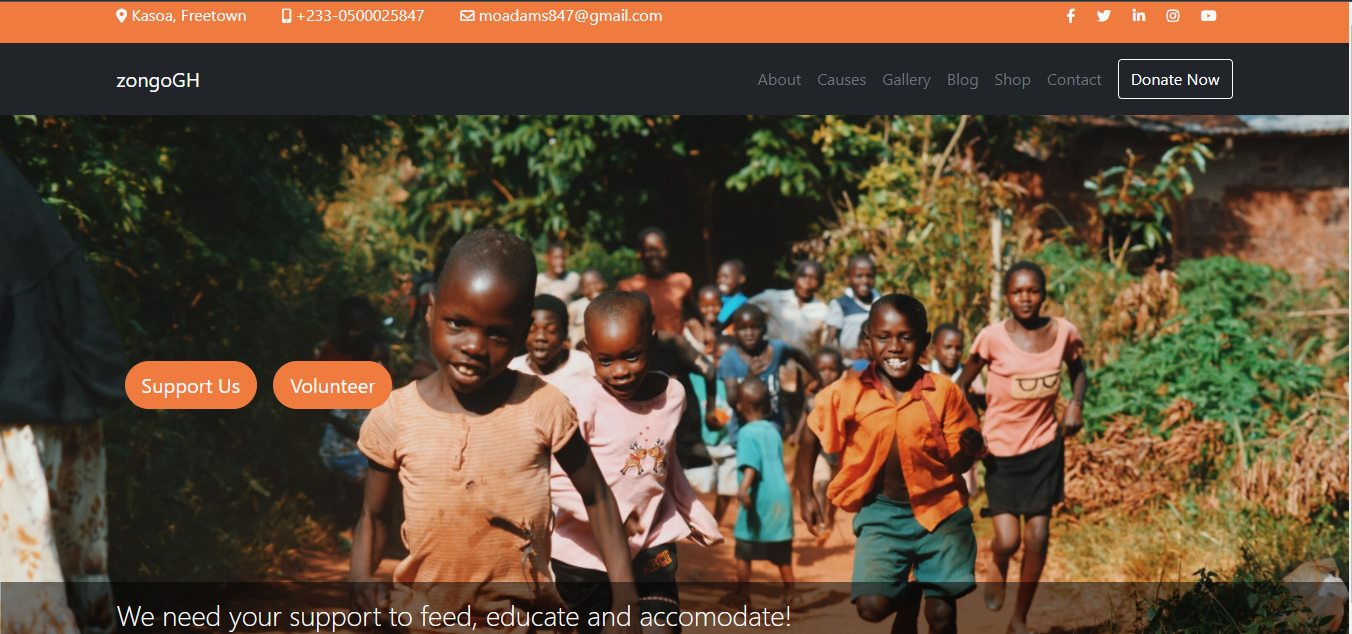 Kasoa, Freetown +233-0500025847 moadams847@gmail.com
zongoGH About Causes Gallery Blog Shop Contact Donate Now
Support Us Volunteer
We need your support to feed, educate and accomodate!